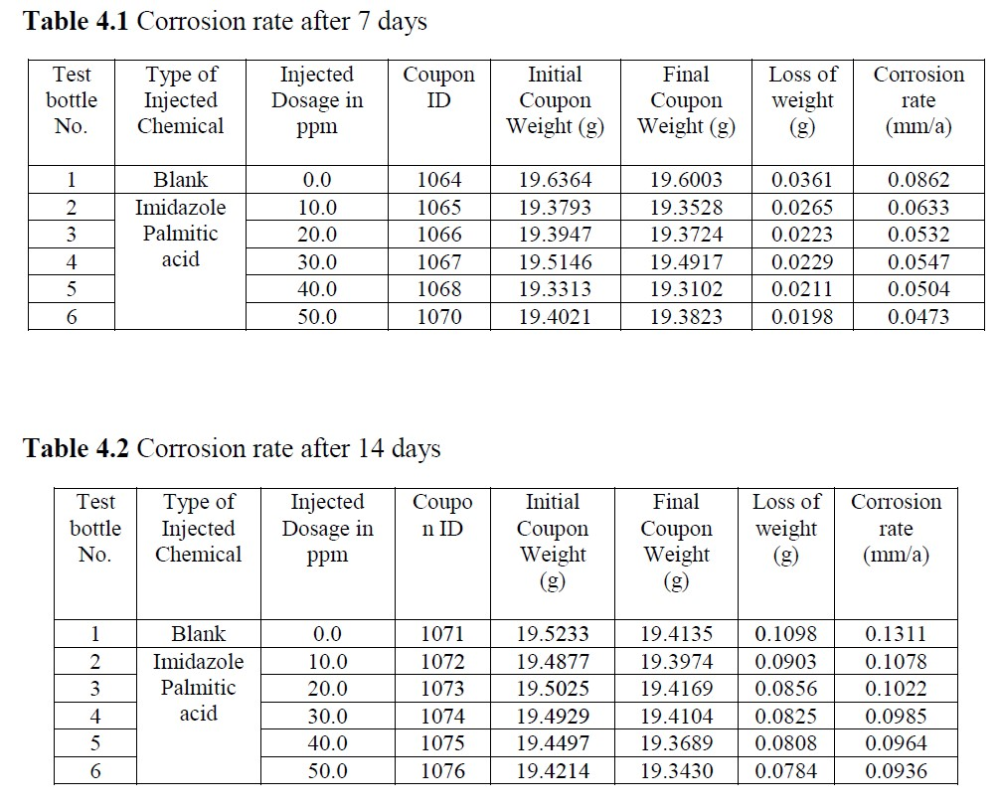 Table 4.1 Corrosion rate after 7 days
Test bottle No. Type of Injected Chemical Injected Dosage in ppm Coupon ID Initial Coupon Weight (g) Final Coupon Weight (g) Loss of weight (g) Corrosion rate (mm/a)
1 Blank 0.0 1064 19.6364 19.6003 0.0361 0.0862
2 Imidazole 10.0 1065 19.3793 19.3528 0.0265 0.0633
3 Palmitic 20.0 1066 19.3947 19.3724 0.0223 0.0532
4 acid 30.0 1067 19.5146 19.4917 0.0229 0.0547
5 40.0 1068 19.3313 19.3102 0.0211 0.0504
6 50.0 1070 19.4021 19.3823 0.0198 0.0473
Table 4.2 Corrosion rate after 14 days
Test bottle No. Type of Injected Chemical Injected Dosage in ppm Coupo n ID Initial Coupon Weight (g) Final Coupon Weight (g) Loss of weight (g) Corrosion rate (mm/a)
1 Blank 0.0 1071 19.5233 19.4135 0.1098 0.1311
2 Imidazole 10.0 1072 19.4877 19.3974 0.0903 0.1078
3 Palmitic 20.0 1073 19.5025 19.4169 0.0856 0.1022
4 acid 30.0 1074 19.4929 19.4104 0.0825 0.0985
5 40.0 1075 19.4497 19.3689 0.0808 0.0964
6 50.0 1076 19.4214 19.3430 0.0784 0.0936